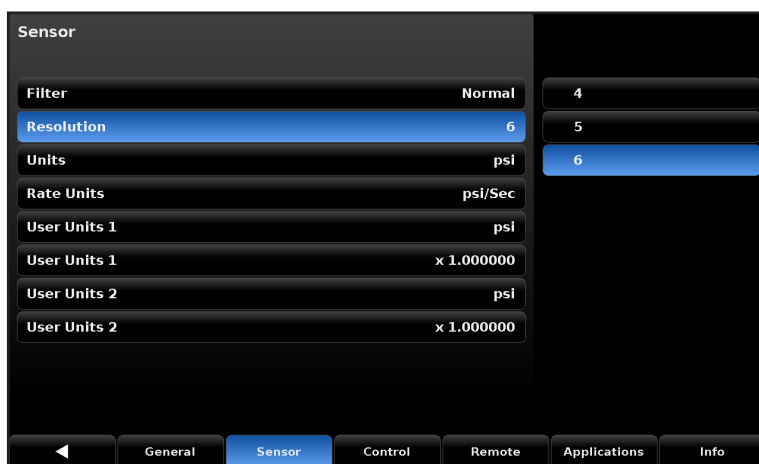 Sensor
Filter Normal 4
Resolution 6 5
Units psi 6
Rate Units psi/Sec
User Units 1 psi
User Units 1 x 1.000000
User Units 2 psi
User Units 2 x 1.000000
General Sensor Control Remote Applications Info